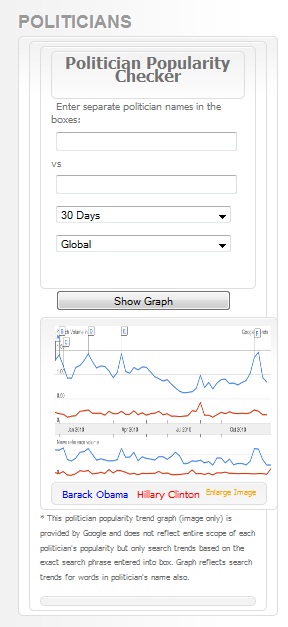 POLITICIANS
Politician Popularity
Checker
Enter separate politician names in the
boxes:
vs
30 Days
Global
Show Graph
Jan 2010 Apr 2010 Jul 2010 Oct 2010
News reference volume
Barack Obama Hillary Clinton Enlarge Image
* This politician popularity trend graph (image only) is
provided by Google and does not reflect entire scope of each
politician's popularity but only search trends based on the
exact search phrase entered into box. Graph reflects search
trends for words in politician's name also.